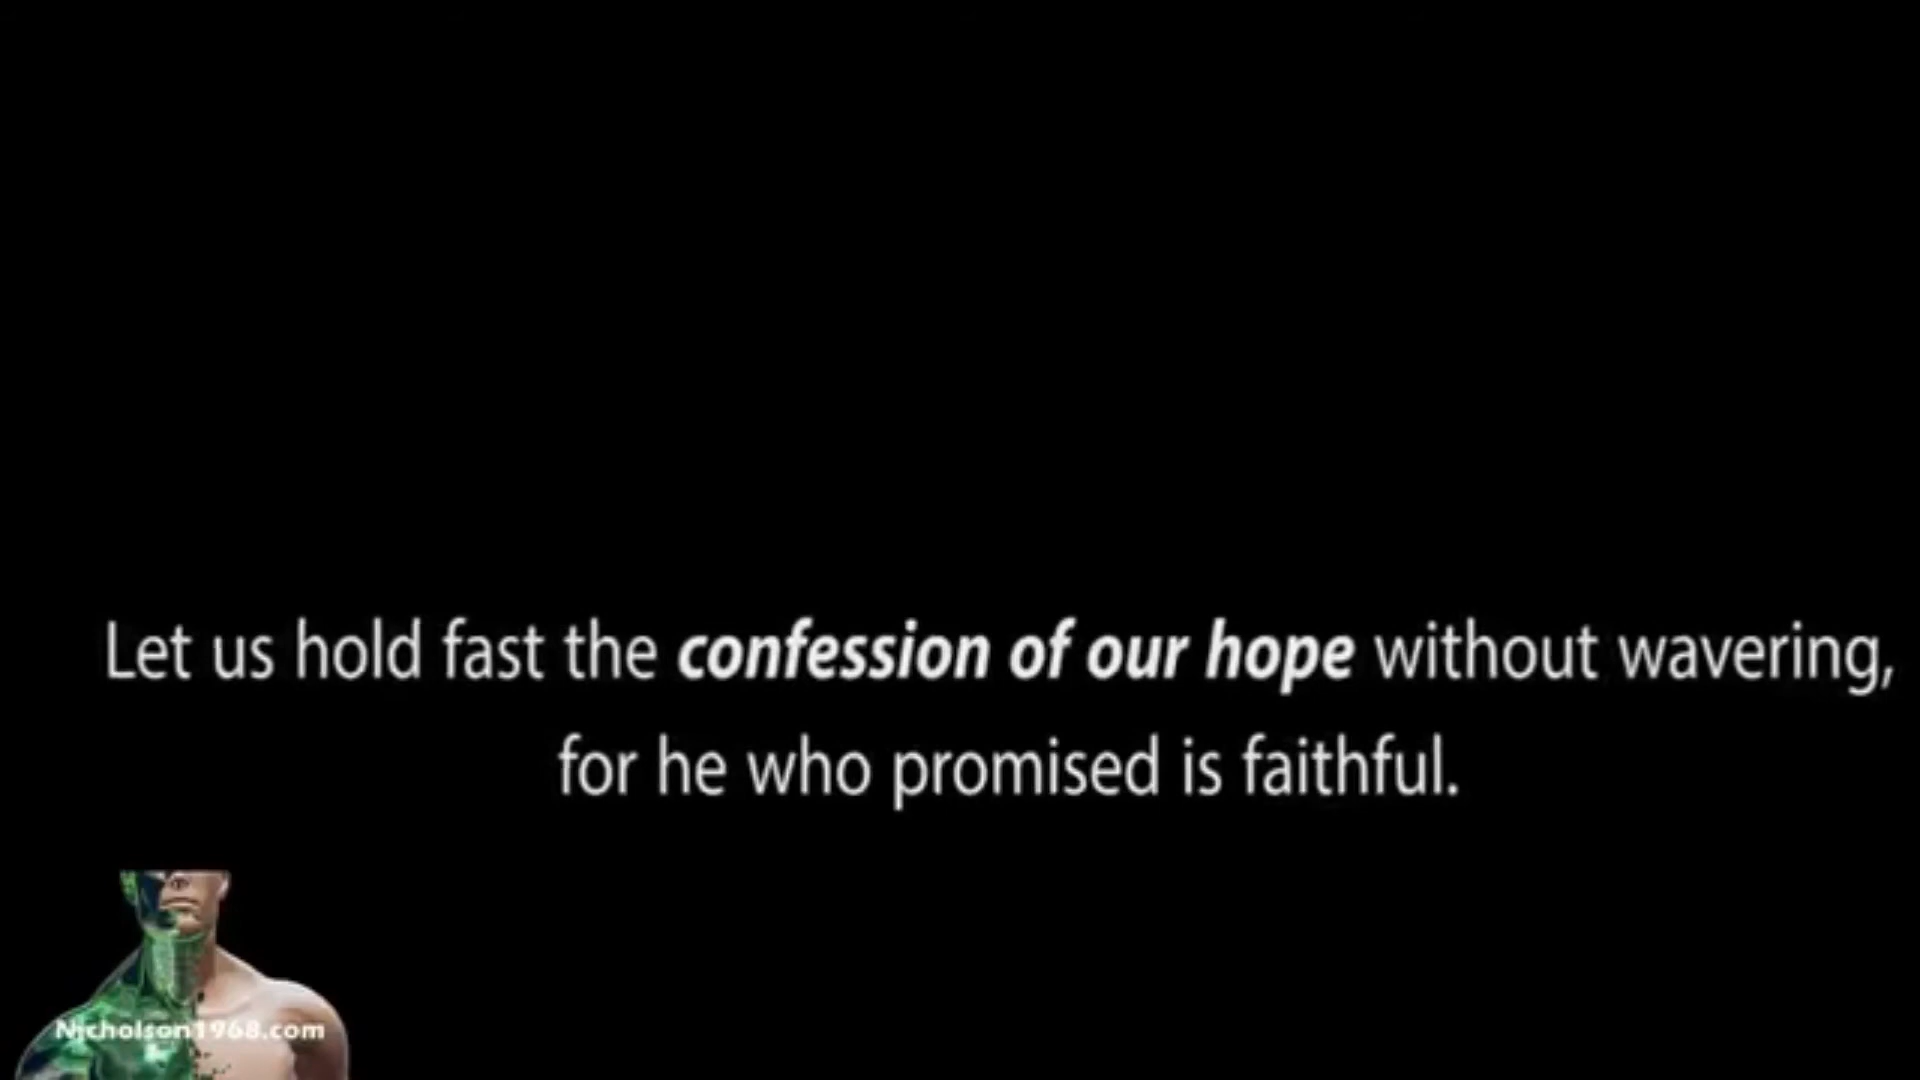 Let us hold fast the confession of our hope without wavering,
for he who promised is faithful.
Nicholson1968.com